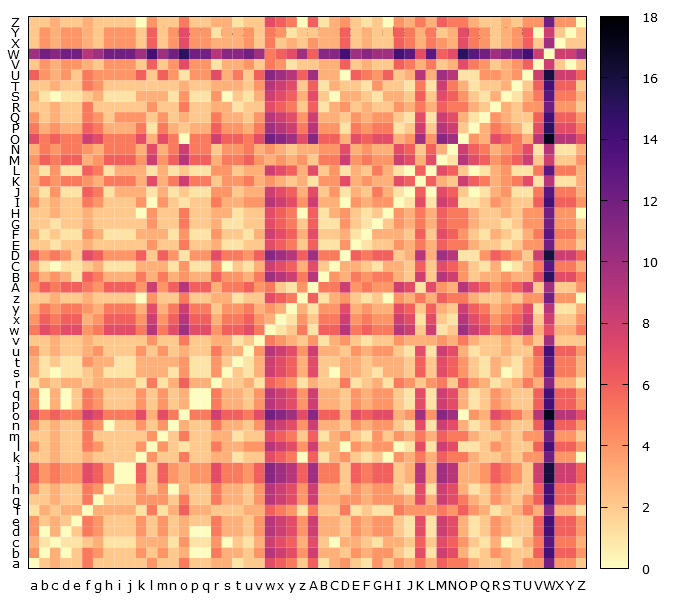 Z
Y
X
W
V
U
T
S
R
Q
P
O
N
M
L
K
J
I
H
G
F
E
D
C
B
A
z
y
x
w
v
u
t
s
r
q
p
o
n
m
l
k
j
i
h
g
f
e
d
c
b
a
a b c d e f g h i j k l m n o p q r s t u v w x y z A B C D E F G H I J K L M N O P Q R S T U V W X Y Z
18
16
14
12
10
8
6
4
2
0